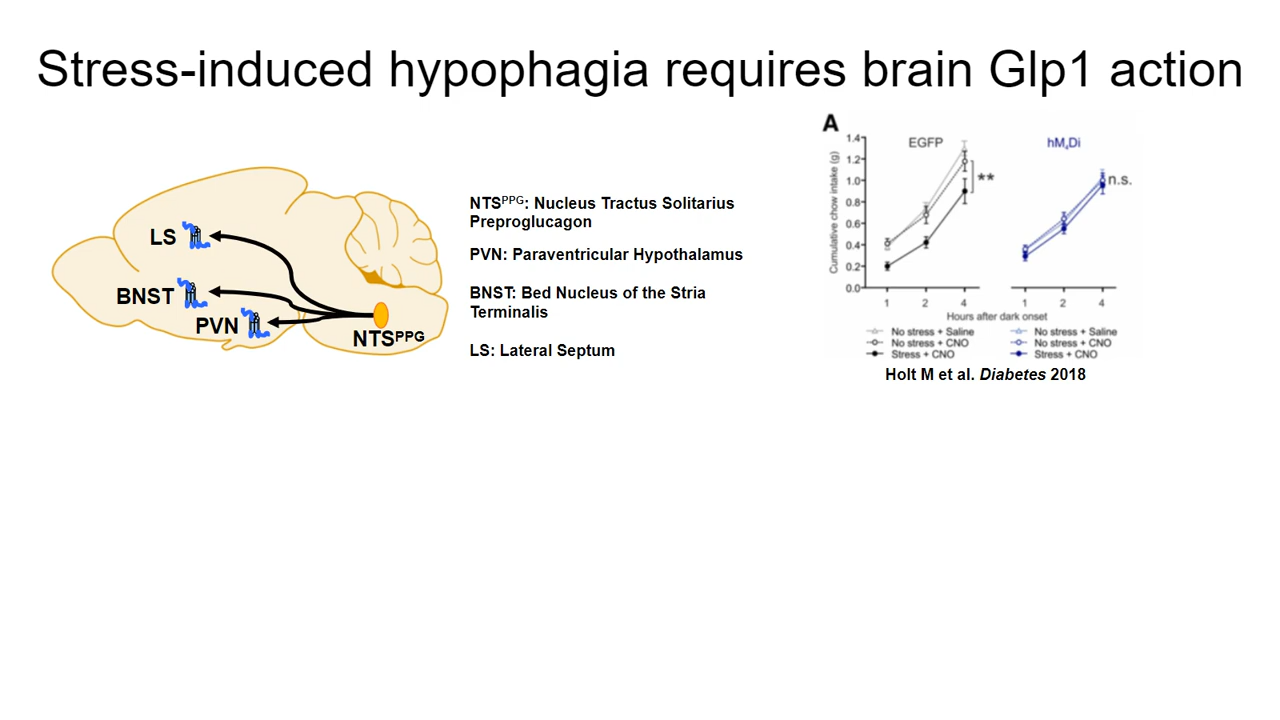 Stress-induced hypophagia requires brain Glp1 action
LS
BNST
PVN
NTSPPG
NTSPPG: Nucleus Tractus Solitarius
Preproglucagon
PVN: Paraventricular Hypothalamus
BNST: Bed Nucleus of the Stria
Terminalis
LS: Lateral Septum
A
EGFP
hM4Di
Cumulative chow intake (g)
1.4
1.2
1.0
0.8
0.6
0.4
0.2
0.0
**
n.s.
1 2 4
1 2 4
Hours after dark onset
No stress + Saline
No stress + CNO
Stress + CNO
No stress + Saline
No stress + CNO
Stress + CNO
Holt M et al. Diabetes 2018